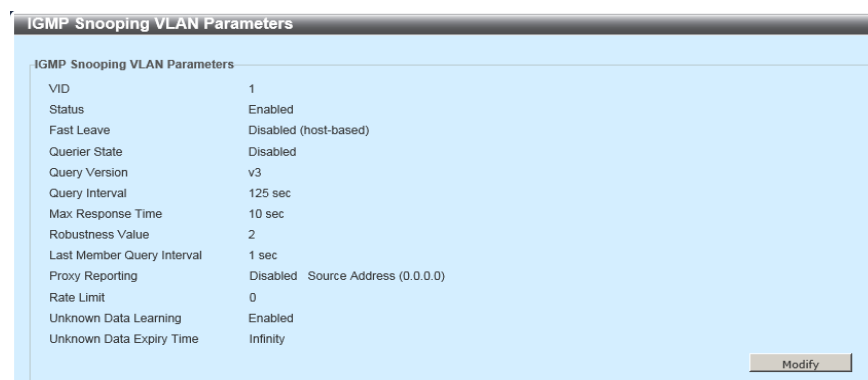 IGMP Snooping VLAN Parameters
IGMP Snooping VLAN Parameters
VID 1
Status Enabled
Fast Leave Disabled (host-based)
Querier State Disabled
Query Version v3
Query Interval 125 sec
Max Response Time 10 sec
Robustness Value 2
Last Member Query Interval 1 sec
Proxy Reporting Disabled Source Address (0.0.0.0)
Rate Limit 0
Unknown Data Learning Enabled
Unknown Data Expiry Time Infinity
Modify